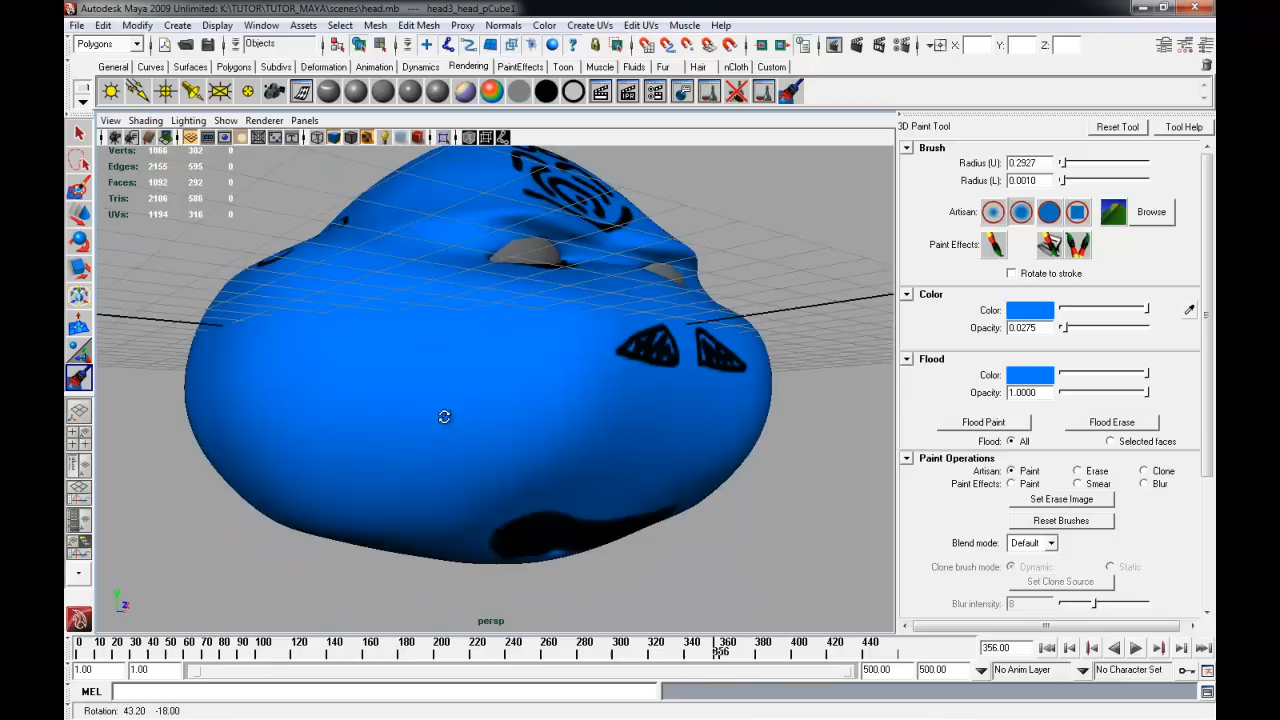 Autodesk Maya 2009 Unlimited: K:\TUTOR\TUTOR_MAYA\scenes\head.mb --- head3_head_pCube1
File Edit Modify Create Display Window Assets Select Mesh Edit Mesh Proxy Normals Color Create UVs Edit UVs Muscle Help
Polygons Objects X: Y: Z:
General Curves Surfaces Polygons Subdivs Deformation Animation Dynamics Rendering PaintEffects Toon Muscle Fluids Fur Hair nCloth Custom
View Shading Lighting Show Renderer Panels
3D Paint Tool Reset Tool Tool Help
Verts: 1066 302 0
Edges: 2155 595 0
Faces: 1092 292 0
Tris: 2106 586 0
UVs: 1194 316 0
Brush
Radius (U): 0.2927
Radius (L): 0.0010
Artisan: Browse
Paint Effects:
Rotate to stroke
Color
Color:
Opacity: 0.0275
Flood
Color:
Opacity: 1.0000
Flood Paint Flood Erase
Flood: All Selected faces
Paint Operations
Artisan: Paint Erase Clone
Paint Effects: Paint Smear Blur
Set Erase Image
Reset Brushes
Blend mode: Default
Clone brush mode: Dynamic Static
Set Clone Source
Blur intensity: 8
persp
0 10 20 30 40 50 60 70 80 90 100 120 140 160 180 200 220 240 260 280 300 320 340 360 380 400 420 440
356
356.00
1.00 1.00 500.00 500.00 No Anim Layer No Character Set
MEL
Rotation: 43.20 -18.00